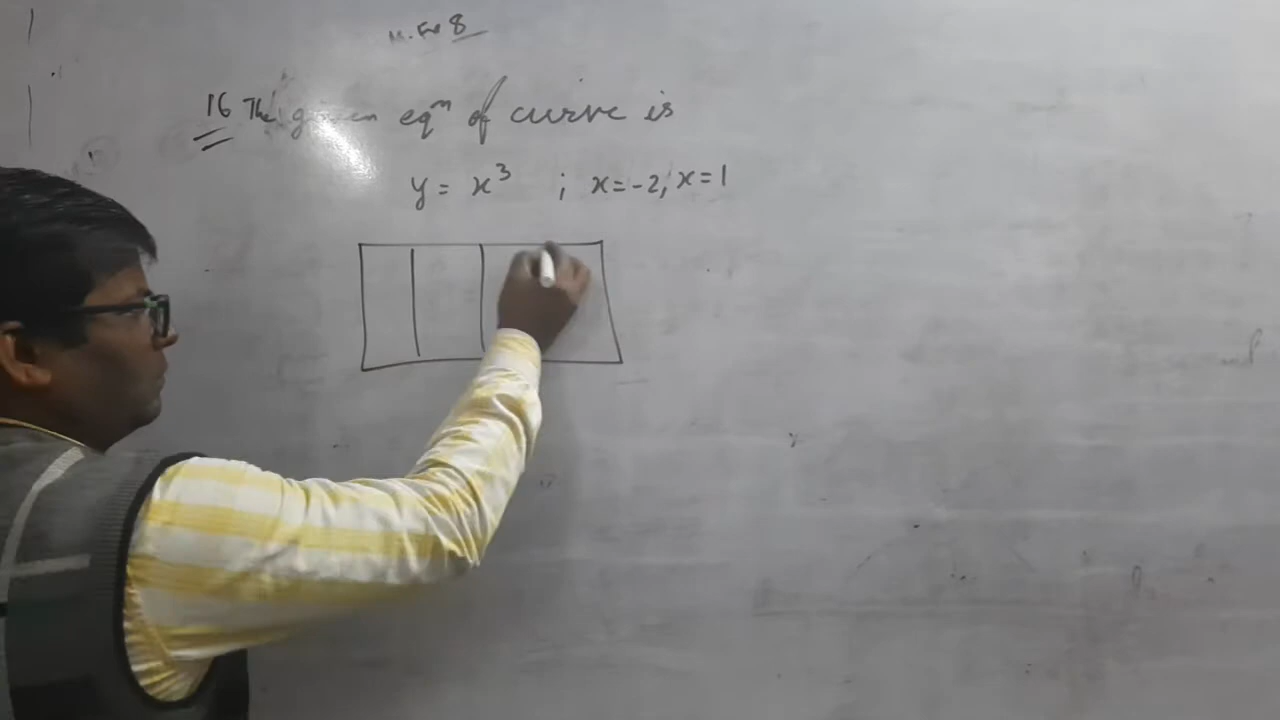 M. Ex 8
16 The given eqⁿ of curve is
y = x³ ; x=-2, x=1